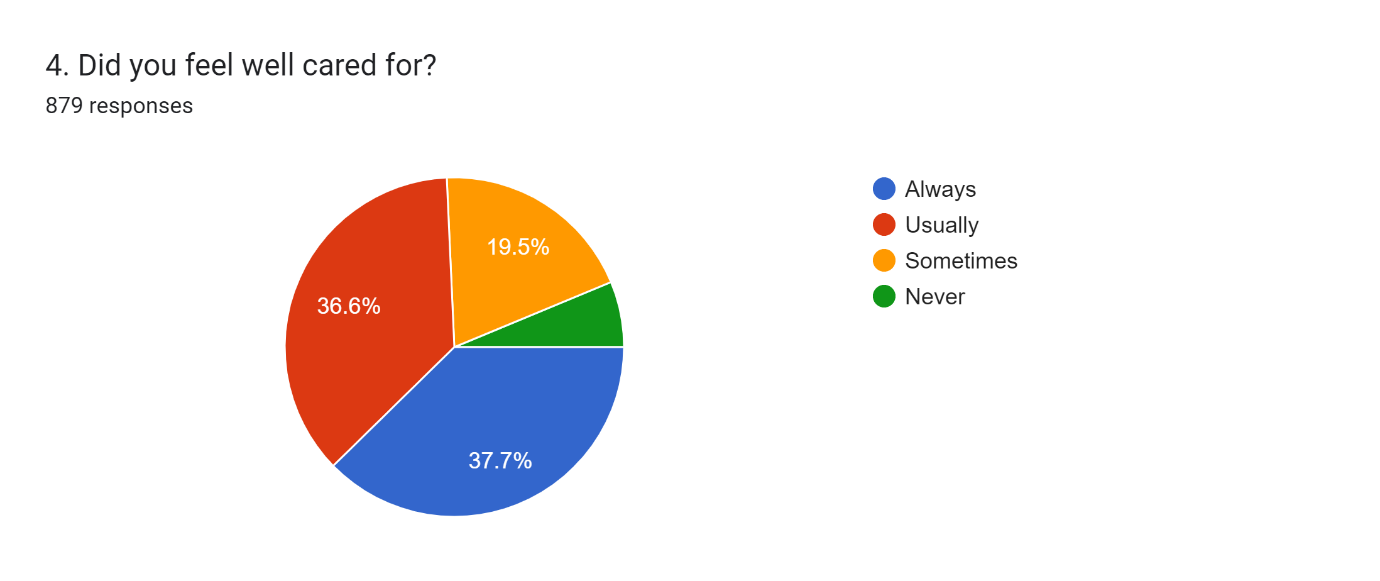 4. Did you feel well cared for?
879 responses
19.5%
36.6%
37.7%
Always
Usually
Sometimes
Never